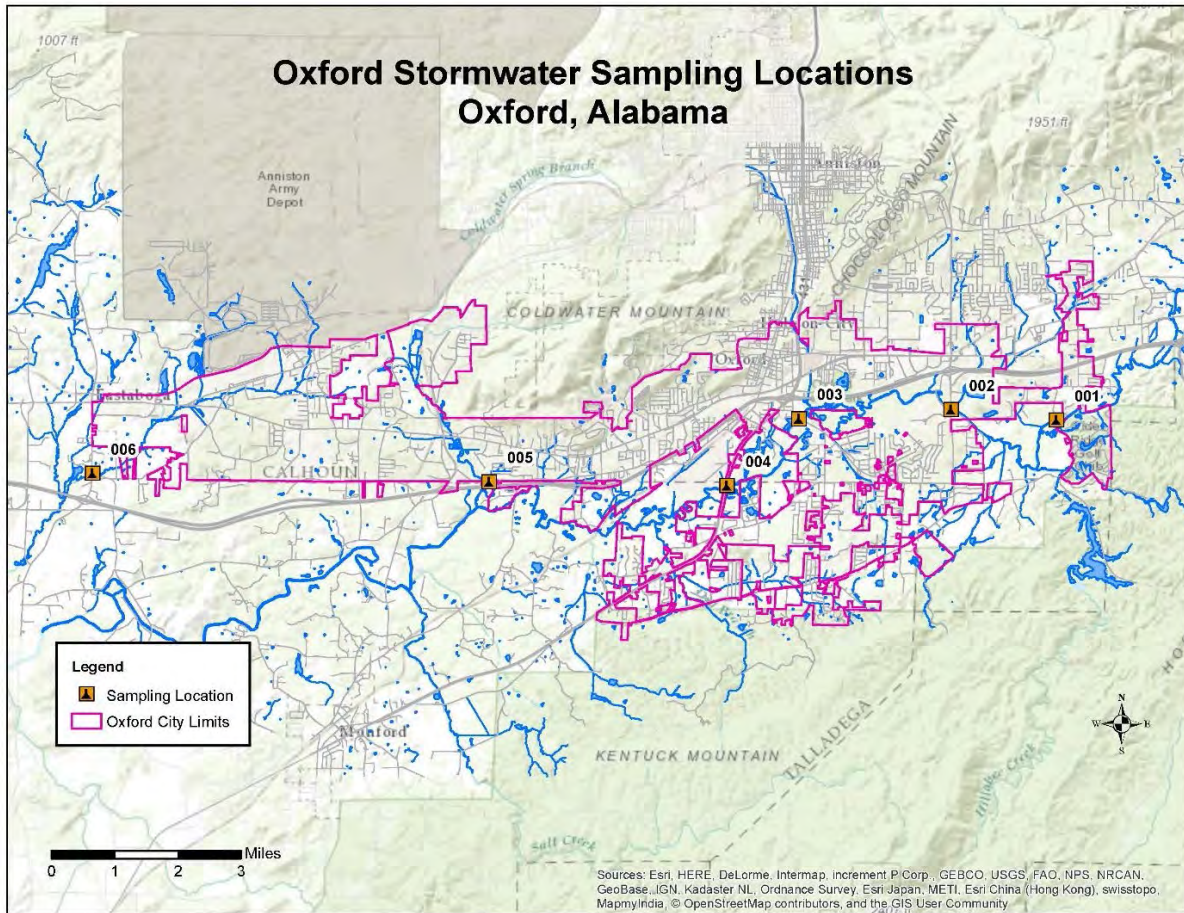 1007 ft
Oxford Stormwater Sampling Locations
Oxford, Alabama
1951 ft
Anniston
Army
Depot
Coldwater Spring Branch
Anniston
CHOCCOLOCCO MOUNTAIN
COLDWATER MOUNTAIN
Oxford
Eastaboga
CALHOUN
001
002
003
004
005
006
Legend
Sampling Location
Oxford City Limits
Munford
KENTUCK MOUNTAIN
TALLADEGA
Hillabee Creek
Salt Creek
N
W E
S
Miles
0 1 2 3
Sources: Esri, HERE, DeLorme, Intermap, increment P Corp., GEBCO, USGS, FAO, NPS, NRCAN,
GeoBase, IGN, Kadaster NL, Ordnance Survey, Esri Japan, METI, Esri China (Hong Kong), swisstopo,
MapmyIndia, © OpenStreetMap contributors, and the GIS User Community